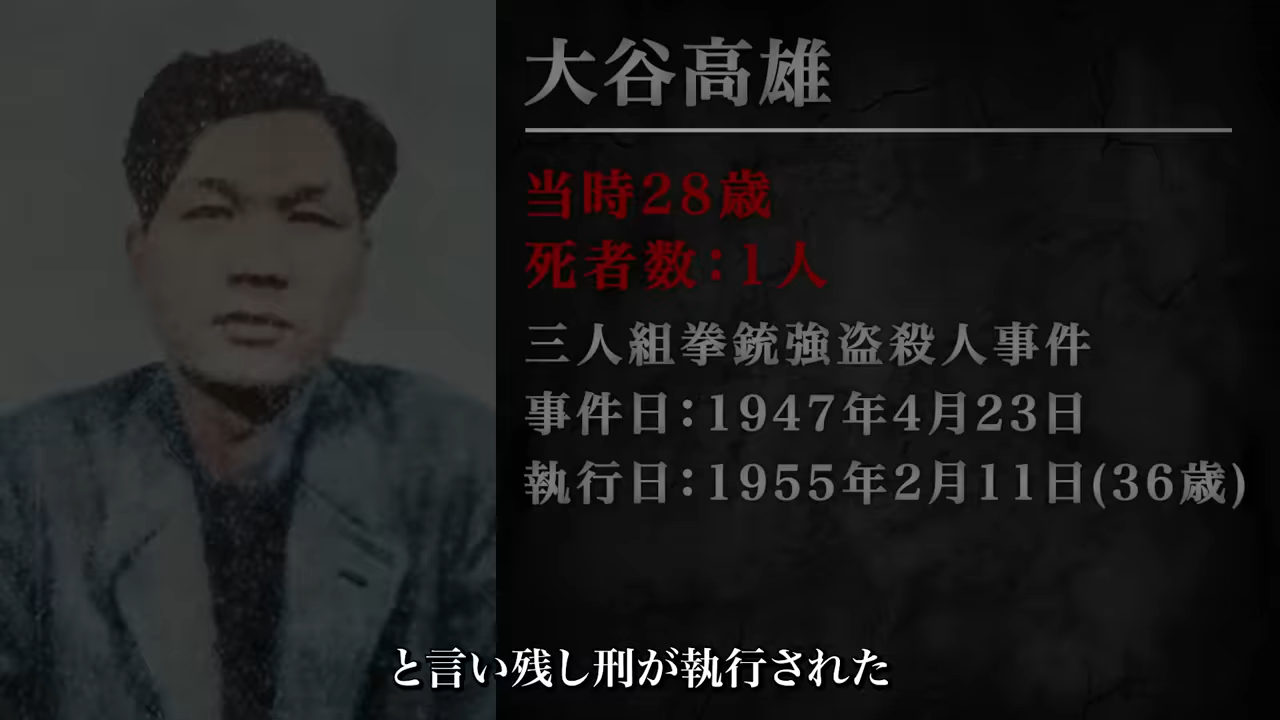 大谷高雄
当時28歳
死者数:1人
三人組拳銃強盗殺人事件
事件日:1947年4月23日
執行日:1955年2月11日(36歳)
と言い残し刑が執行された